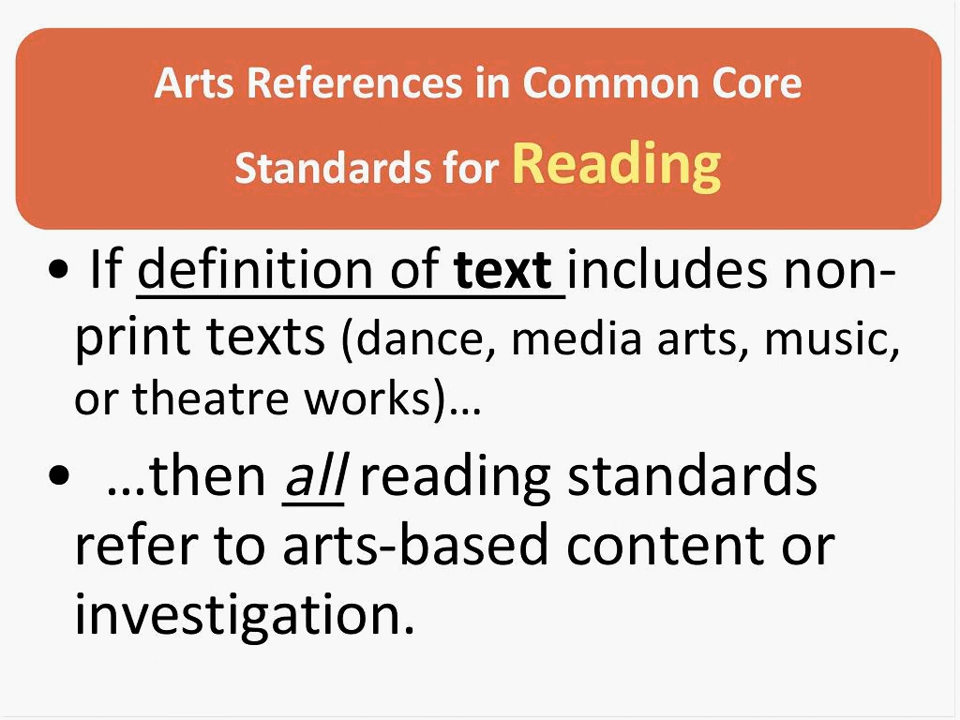 Arts References in Common Core
Standards for Reading
• If definition of text includes non-
print texts (dance, media arts, music,
or theatre works)…
• …then all reading standards
refer to arts-based content or
investigation.